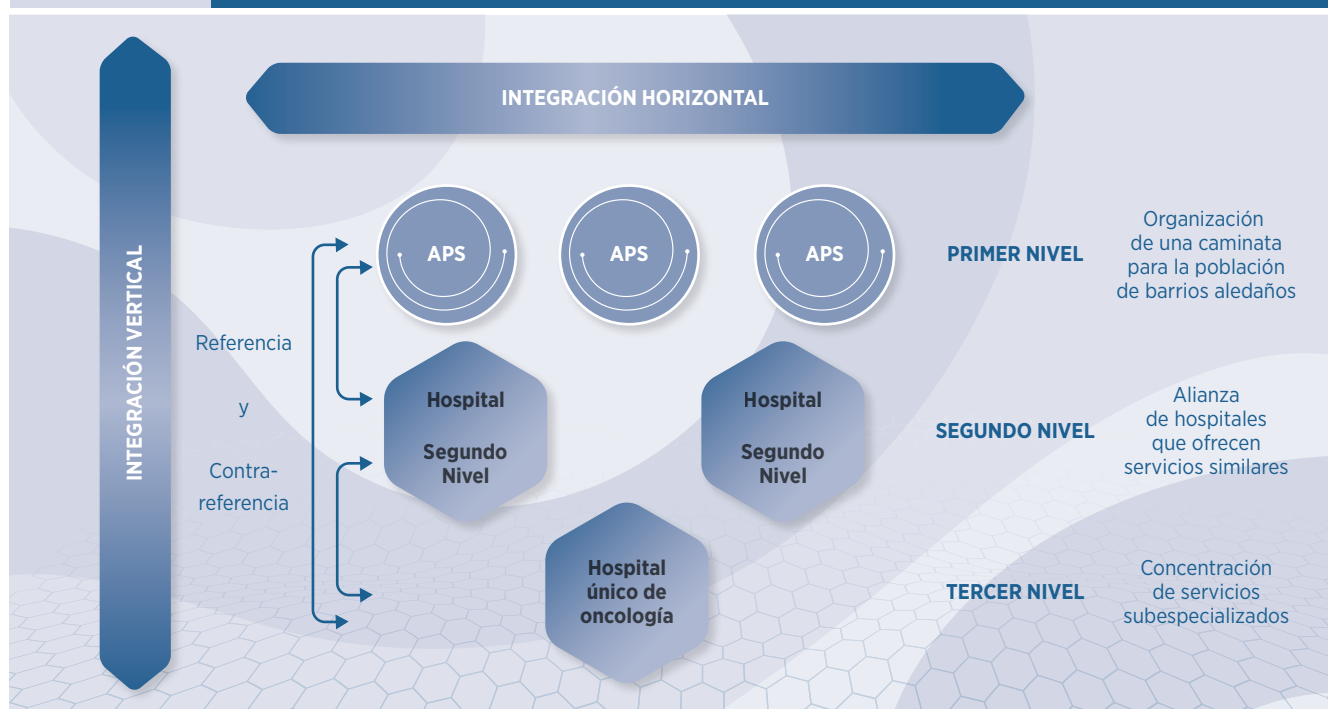 INTEGRACIÓN HORIZONTAL
INTEGRACIÓN VERTICAL
Referencia
y
Contra-
referencia
APS
APS
APS
PRIMER NIVEL
Organización
de una caminata
para la población
de barrios aledaños
Hospital
Segundo
Nivel
Hospital
Segundo
Nivel
SEGUNDO NIVEL
Alianza
de hospitales
que ofrecen
servicios similares
Hospital
único de
oncología
TERCER NIVEL
Concentración
de servicios
subespecializados